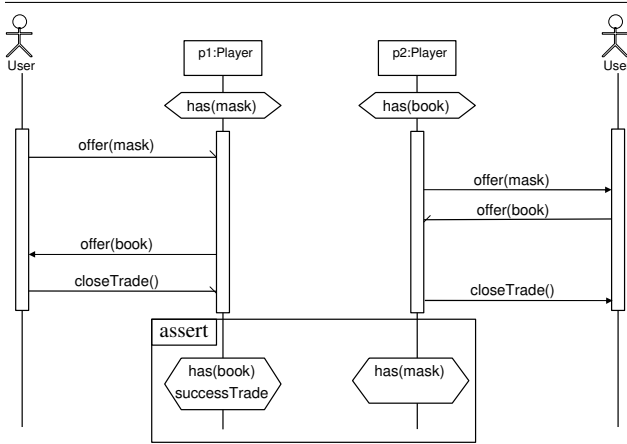 p1:Player
p2:Player
User
Use
has(mask)
has(book)
offer(mask)
offer(mask)
offer(book)
offer(book)
closeTrade()
closeTrade()
assert
has(book)
successTrade
has(mask)